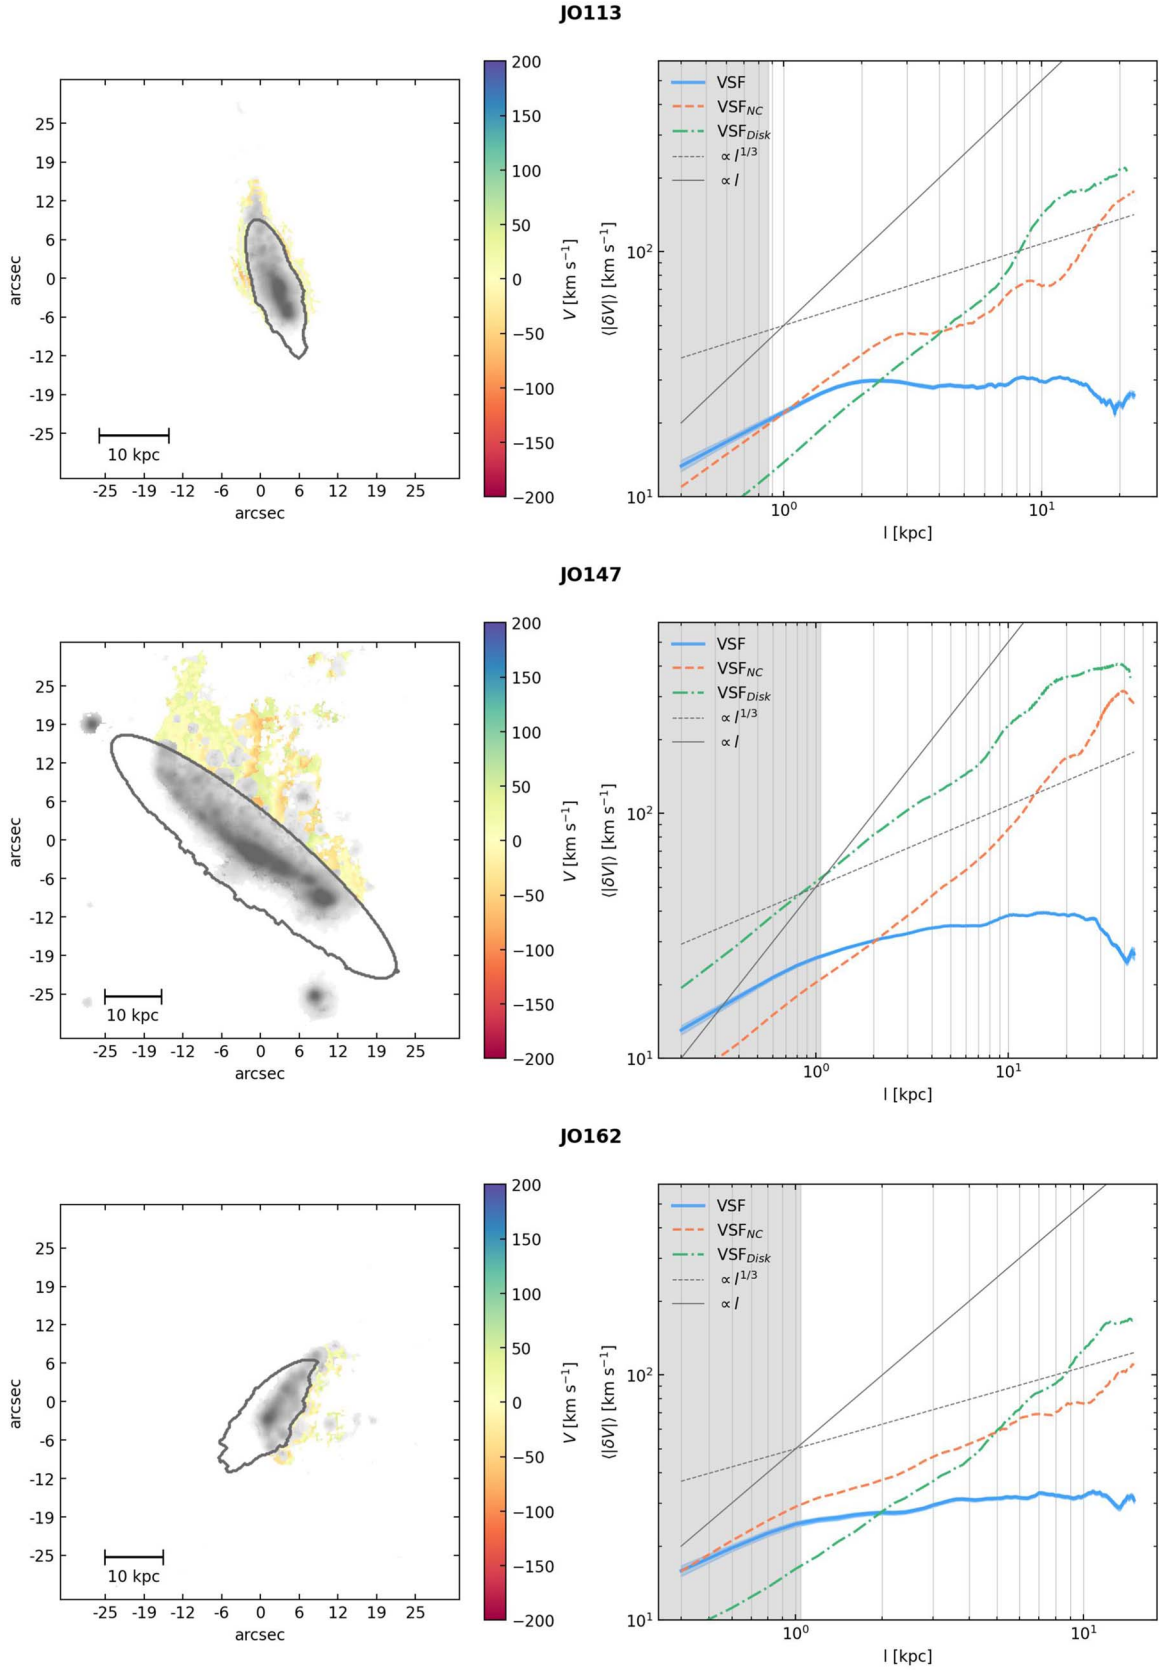 JO113
25
19
12
6
0
-6
-12
-19
-25
arcsec
10 kpc
-25 -19 -12 -6 0 6 12 19 25
arcsec
200
150
100
50
0
−50
−100
−150
−200
V [km s⁻¹]
VSF
VSF_NC
VSF_Disk
∝ l^1/3
∝ l
10²
10¹
⟨|δV|⟩ [km s⁻¹]
10⁰ 10¹
l [kpc]
JO147
25
19
12
6
0
-6
-12
-19
-25
arcsec
10 kpc
-25 -19 -12 -6 0 6 12 19 25
arcsec
200
150
100
50
0
−50
−100
−150
−200
V [km s⁻¹]
VSF
VSF_NC
VSF_Disk
∝ l^1/3
∝ l
10²
10¹
⟨|δV|⟩ [km s⁻¹]
10⁰ 10¹
l [kpc]
JO162
25
19
12
6
0
-6
-12
-19
-25
arcsec
10 kpc
-25 -19 -12 -6 0 6 12 19 25
arcsec
200
150
100
50
0
−50
−100
−150
−200
V [km s⁻¹]
VSF
VSF_NC
VSF_Disk
∝ l^1/3
∝ l
10²
10¹
⟨|δV|⟩ [km s⁻¹]
10⁰ 10¹
l [kpc]